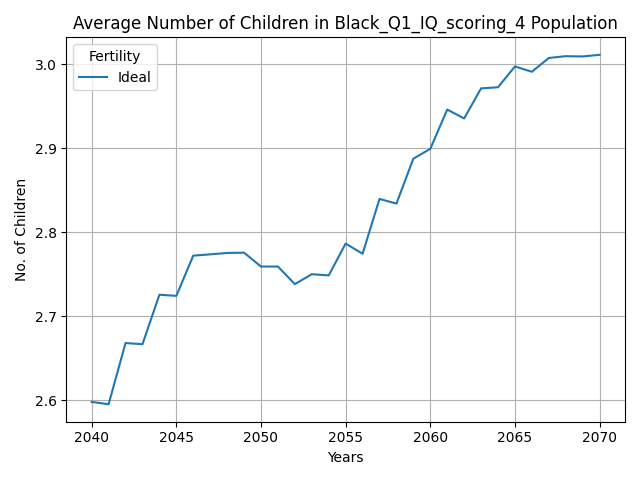 Average Number of Children in Black_Q1_IQ_scoring_4 Population
Fertility
Ideal
No. of Children
3.0
2.9
2.8
2.7
2.6
2040 2045 2050 2055 2060 2065 2070
Years